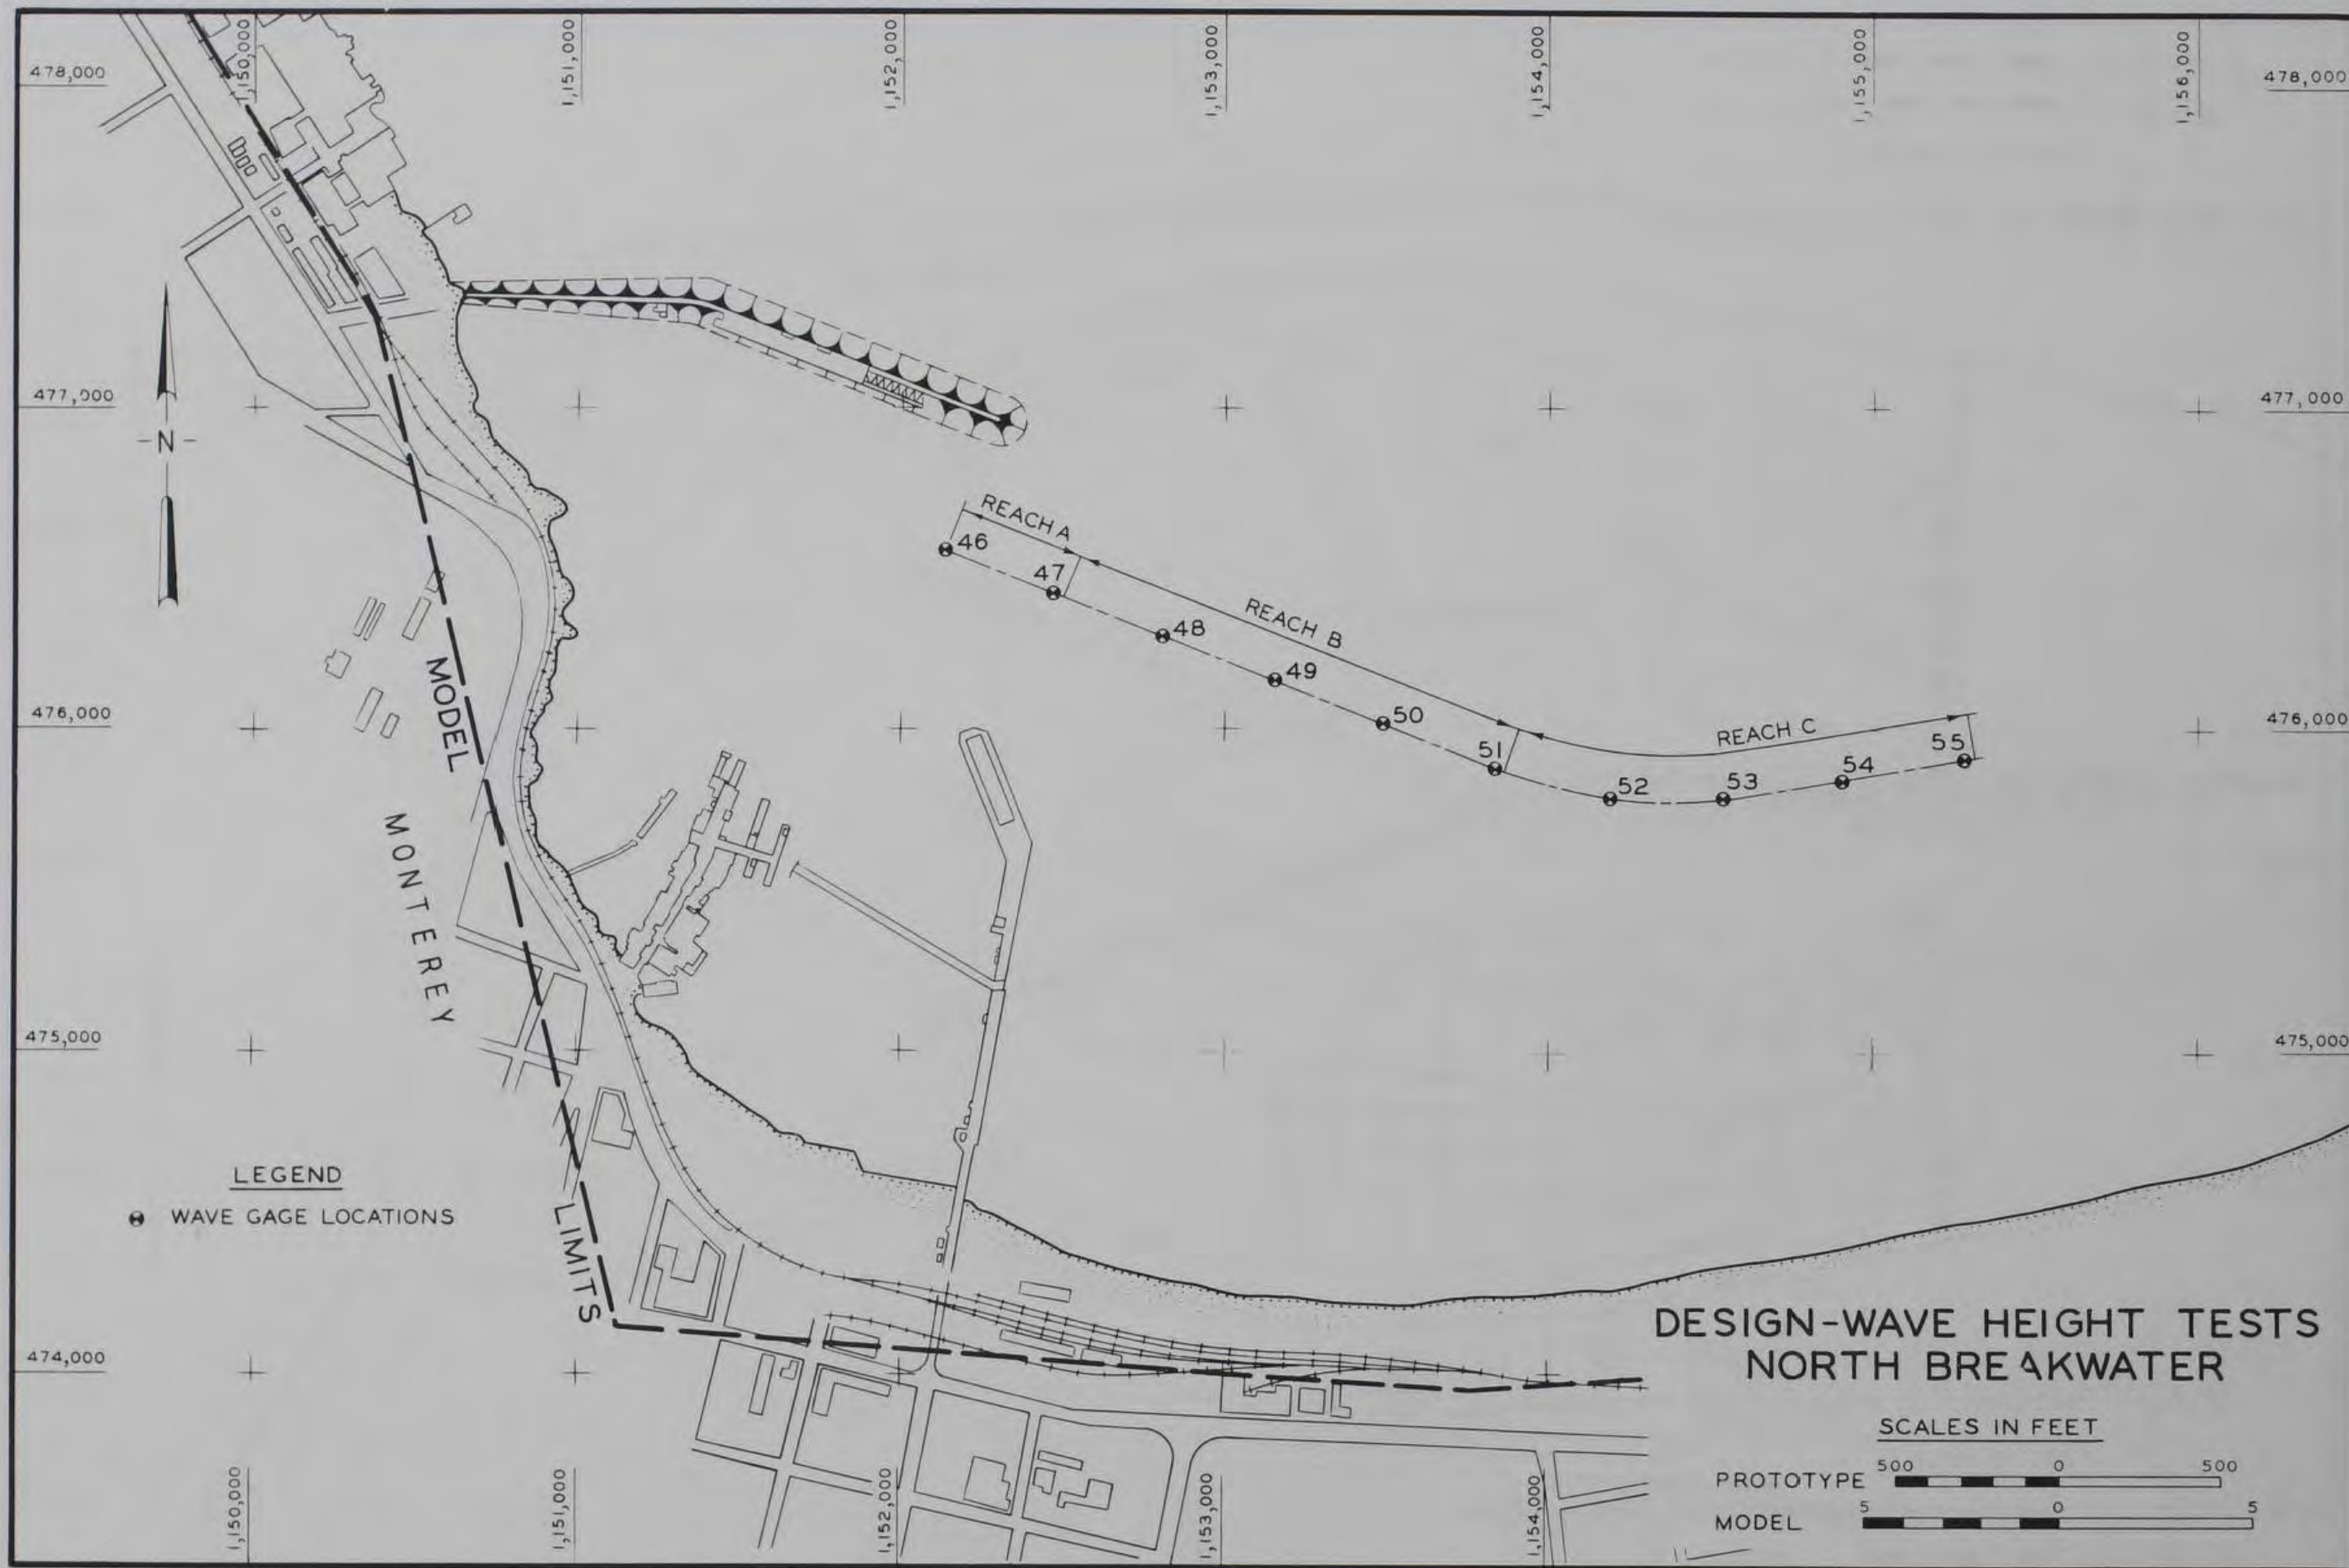 1,150,000
1,151,000
1,152,000
1,153,000
1,154,000
1,155,000
1,156,000
478,000
478,000
477,000
477,000
-N-
REACH A
46
47
REACH B
48
49
50
51
REACH C
52
53
54
55
476,000
476,000
MODEL
MONTEREY
475,000
475,000
LEGEND
WAVE GAGE LOCATIONS
LIMITS
474,000
DESIGN-WAVE HEIGHT TESTS
NORTH BREAKWATER
SCALES IN FEET
PROTOTYPE 500 0 500
MODEL 5 0 5
1,150,000
1,151,000
1,152,000
1,153,000
1,154,000